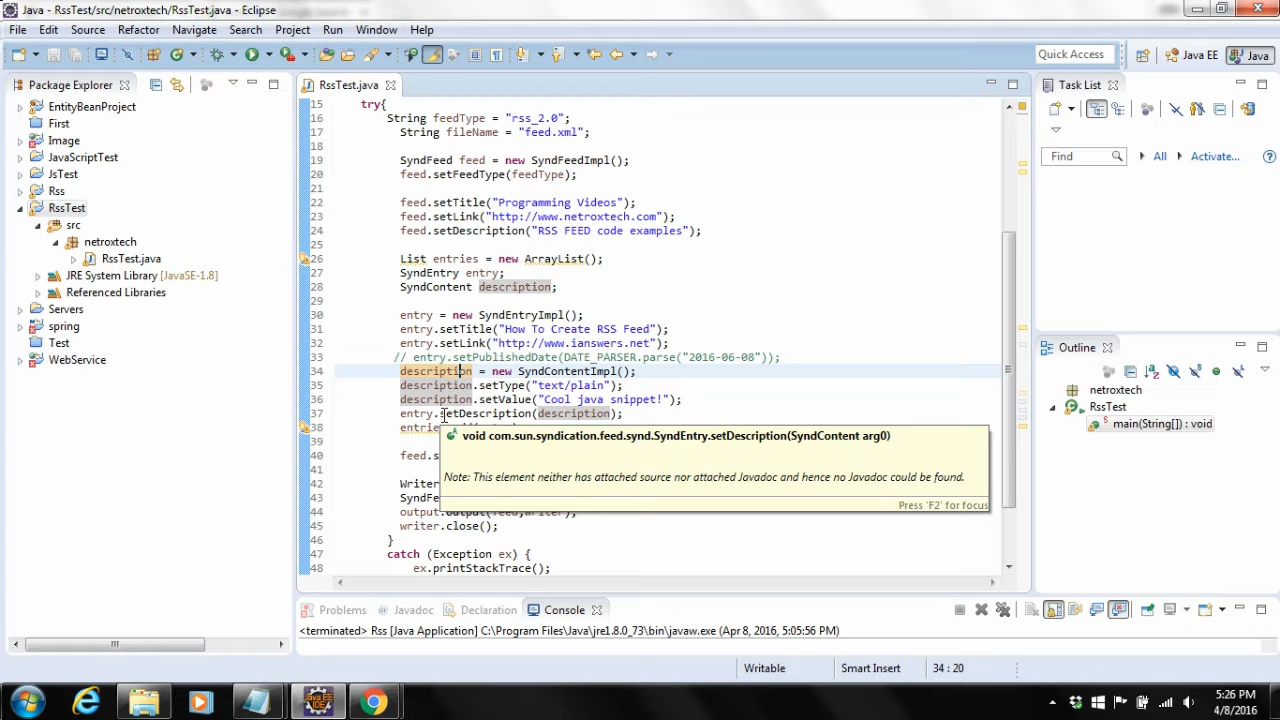 Java - RssTest/src/netroxtech/RssTest.java - Eclipse
File Edit Source Refactor Navigate Search Project Run Window Help
Quick Access
Java EE
Java
Package Explorer
EntityBeanProject
First
Image
JavaScriptTest
JsTest
Rss
RssTest
src
netroxtech
RssTest.java
JRE System Library [JavaSE-1.8]
Referenced Libraries
Servers
spring
Test
WebService
RssTest.java
15 try{
16 String feedType = "rss_2.0";
17 String fileName = "feed.xml";
18
19 SyndFeed feed = new SyndFeedImpl();
20 feed.setFeedType(feedType);
21
22 feed.setTitle("Programming Videos");
23 feed.setLink("http://www.netroxtech.com");
24 feed.setDescription("RSS FEED code examples");
25
26 List entries = new ArrayList();
27 SyndEntry entry;
28 SyndContent description;
29
30 entry = new SyndEntryImpl();
31 entry.setTitle("How To Create RSS Feed");
32 entry.setLink("http://www.ianswers.net");
33 // entry.setPublishedDate(DATE_PARSER.parse("2016-06-08"));
34 description = new SyndContentImpl();
35 description.setType("text/plain");
36 description.setValue("Cool java snippet!");
37 entry.setDescription(description);
38 entrie
void com.sun.syndication.feed.synd.SyndEntry.setDescription(SyndContent arg0)
Note: This element neither has attached source nor attached Javadoc and hence no Javadoc could be found.
Press 'F2' for focus
39
40 feed.s
41
42 Writer
43 SyndFe
44 output.output(feed,writer);
45 writer.close();
46 }
47 catch (Exception ex) {
48 ex.printStackTrace();
Task List
Find
All
Activate...
Outline
netroxtech
RssTest
main(String[]) : void
Problems Javadoc Declaration Console
<terminated> Rss [Java Application] C:\Program Files\Java\jre1.8.0_73\bin\javaw.exe (Apr 8, 2016, 5:05:56 PM)
Writable Smart Insert 34 : 20
Java EE
IDE
5:26 PM
4/8/2016